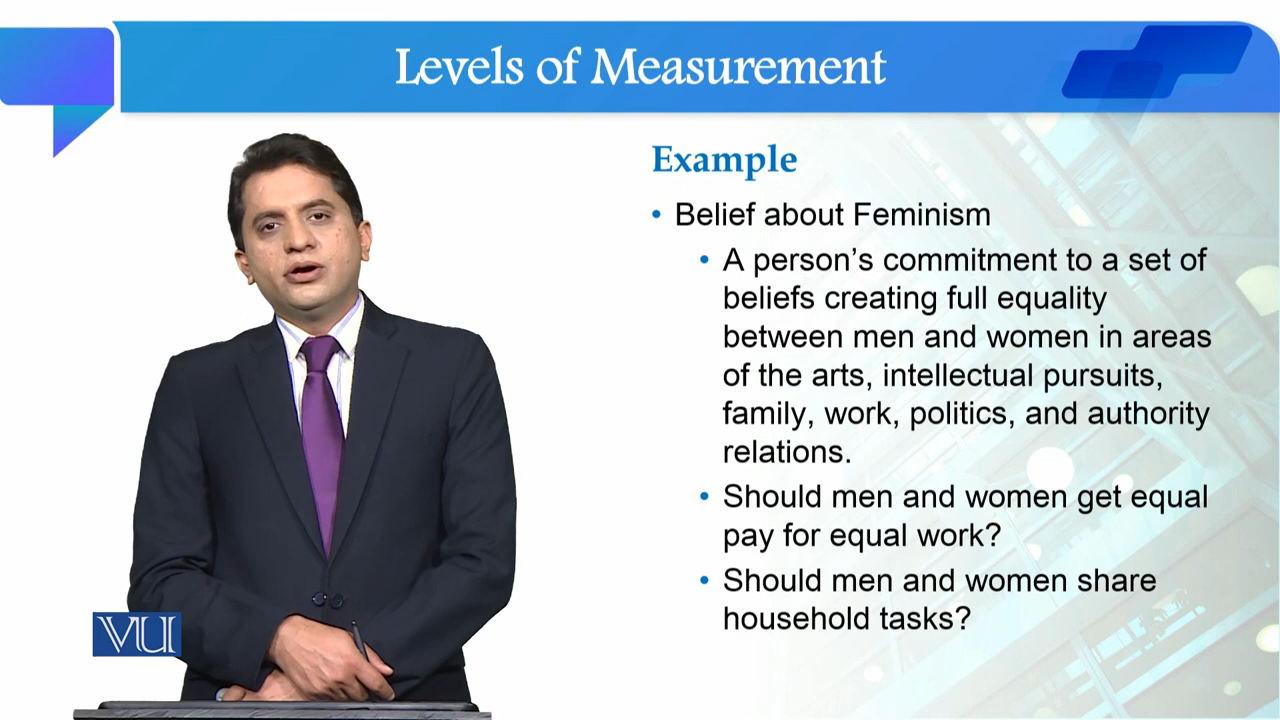 Levels of Measurement
Example
• Belief about Feminism
• A person's commitment to a set of
beliefs creating full equality
between men and women in areas
of the arts, intellectual pursuits,
family, work, politics, and authority
relations.
• Should men and women get equal
pay for equal work?
• Should men and women share
household tasks?
VU